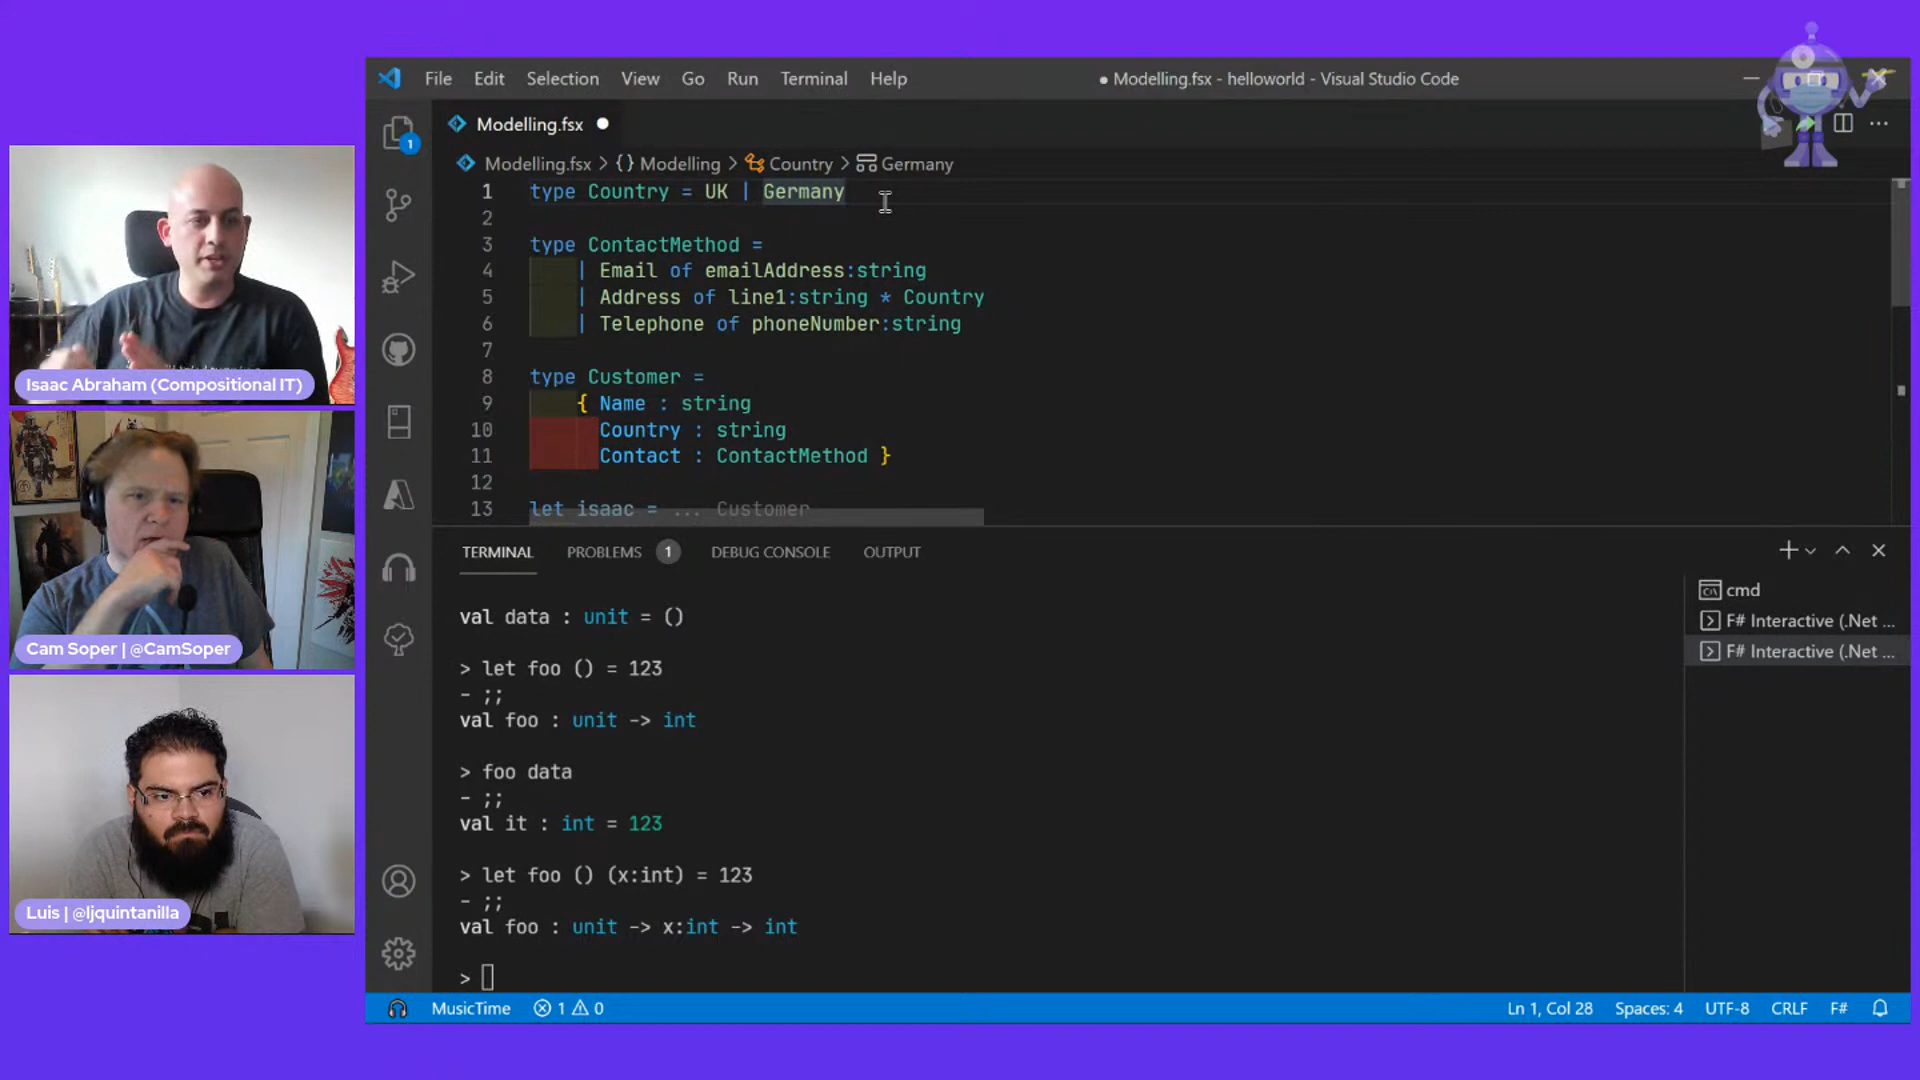 File Edit Selection View Go Run Terminal Help
● Modelling.fsx - helloworld - Visual Studio Code
1
Modelling.fsx ●
Modelling.fsx > {} Modelling > Country > Germany
1 type Country = UK | Germany
2
3 type ContactMethod =
4 | Email of emailAddress:string
5 | Address of line1:string * Country
6 | Telephone of phoneNumber:string
7
8 type Customer =
9 { Name : string
10 Country : string
11 Contact : ContactMethod }
12
13 let isaac = ... Customer
TERMINAL PROBLEMS 1 DEBUG CONSOLE OUTPUT
val data : unit = ()
> let foo () = 123
- ;;
val foo : unit -> int
> foo data
- ;;
val it : int = 123
> let foo () (x:int) = 123
- ;;
val foo : unit -> x:int -> int
>
cmd
F# Interactive (.Net ...
F# Interactive (.Net ...
MusicTime 1 0
Ln 1, Col 28 Spaces: 4 UTF-8 CRLF F#
Isaac Abraham (Compositional IT)
Cam Soper | @CamSoper
Luis | @ljquintanilla